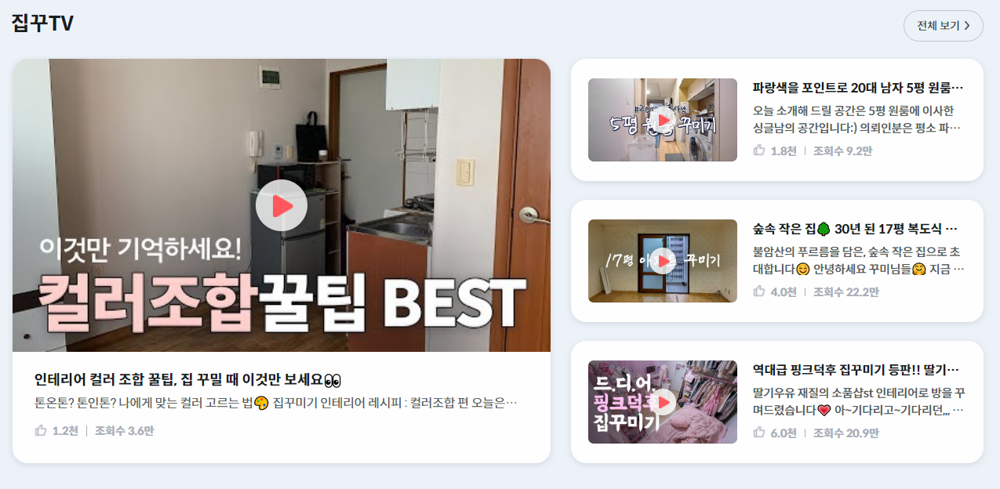 집꾸TV
전체 보기
이것만 기억하세요!
컬러조합꿀팁 BEST
인테리어 컬러 조합 꿀팁, 집 꾸밀 때 이것만 보세요👀
톤온톤? 톤인톤? 나에게 맞는 컬러 고르는 법🎨 집꾸미기 인테리어 레시피 : 컬러조합 편 오늘은…
1.2천 | 조회수 3.6만
5평 원룸 꾸미기
파랑색을 포인트로 20대 남자 5평 원룸…
오늘 소개해 드릴 공간은 5평 원룸에 이사한
싱글남의 공간입니다:) 의뢰인분은 평소 파…
1.8천 | 조회수 9.2만
17평 아파트 꾸미기
숲속 작은 집🌳 30년 된 17평 복도식 …
불암산의 푸르름을 담은, 숲속 작은 집으로 초
대합니다😊 안녕하세요 꾸미님들🤗 지금 …
4.0천 | 조회수 22.2만
드.디.어.
핑크덕후
집꾸미기
역대급 핑크덕후 집꾸미기 등판!! 딸기…
딸기우유 재질의 소품샵st 인테리어로 방을 꾸
며드렸습니다💗 아~기다리고~기다리던,,, …
6.0천 | 조회수 20.9만